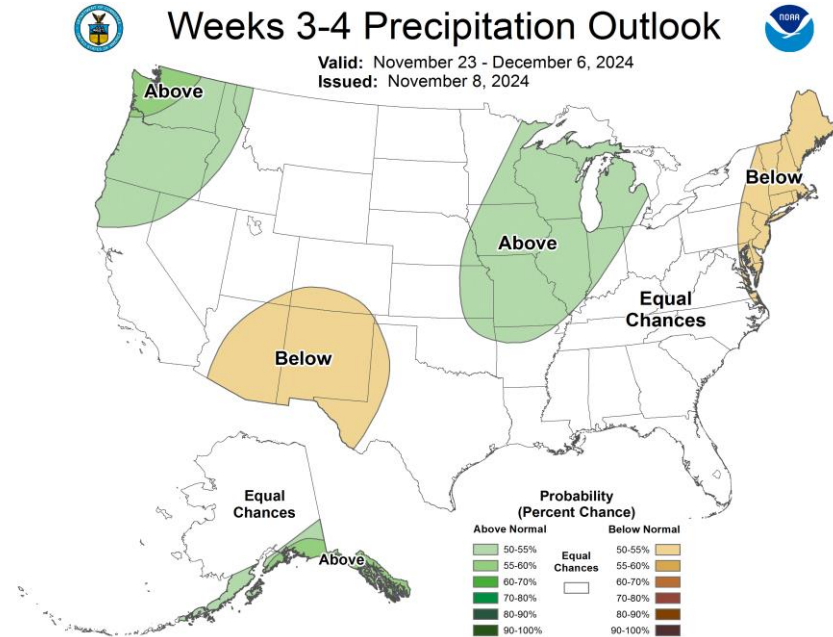 Weeks 3-4 Precipitation Outlook
NOAA
Valid: November 23 - December 6, 2024
Issued: November 8, 2024
Above
Below
Above
Equal
Chances
Below
Equal
Chances
Above
Probability
(Percent Chance)
Above Normal
Below Normal
50-55%
55-60%
60-70%
70-80%
80-90%
90-100%
Equal
Chances
50-55%
55-60%
60-70%
70-80%
80-90%
90-100%